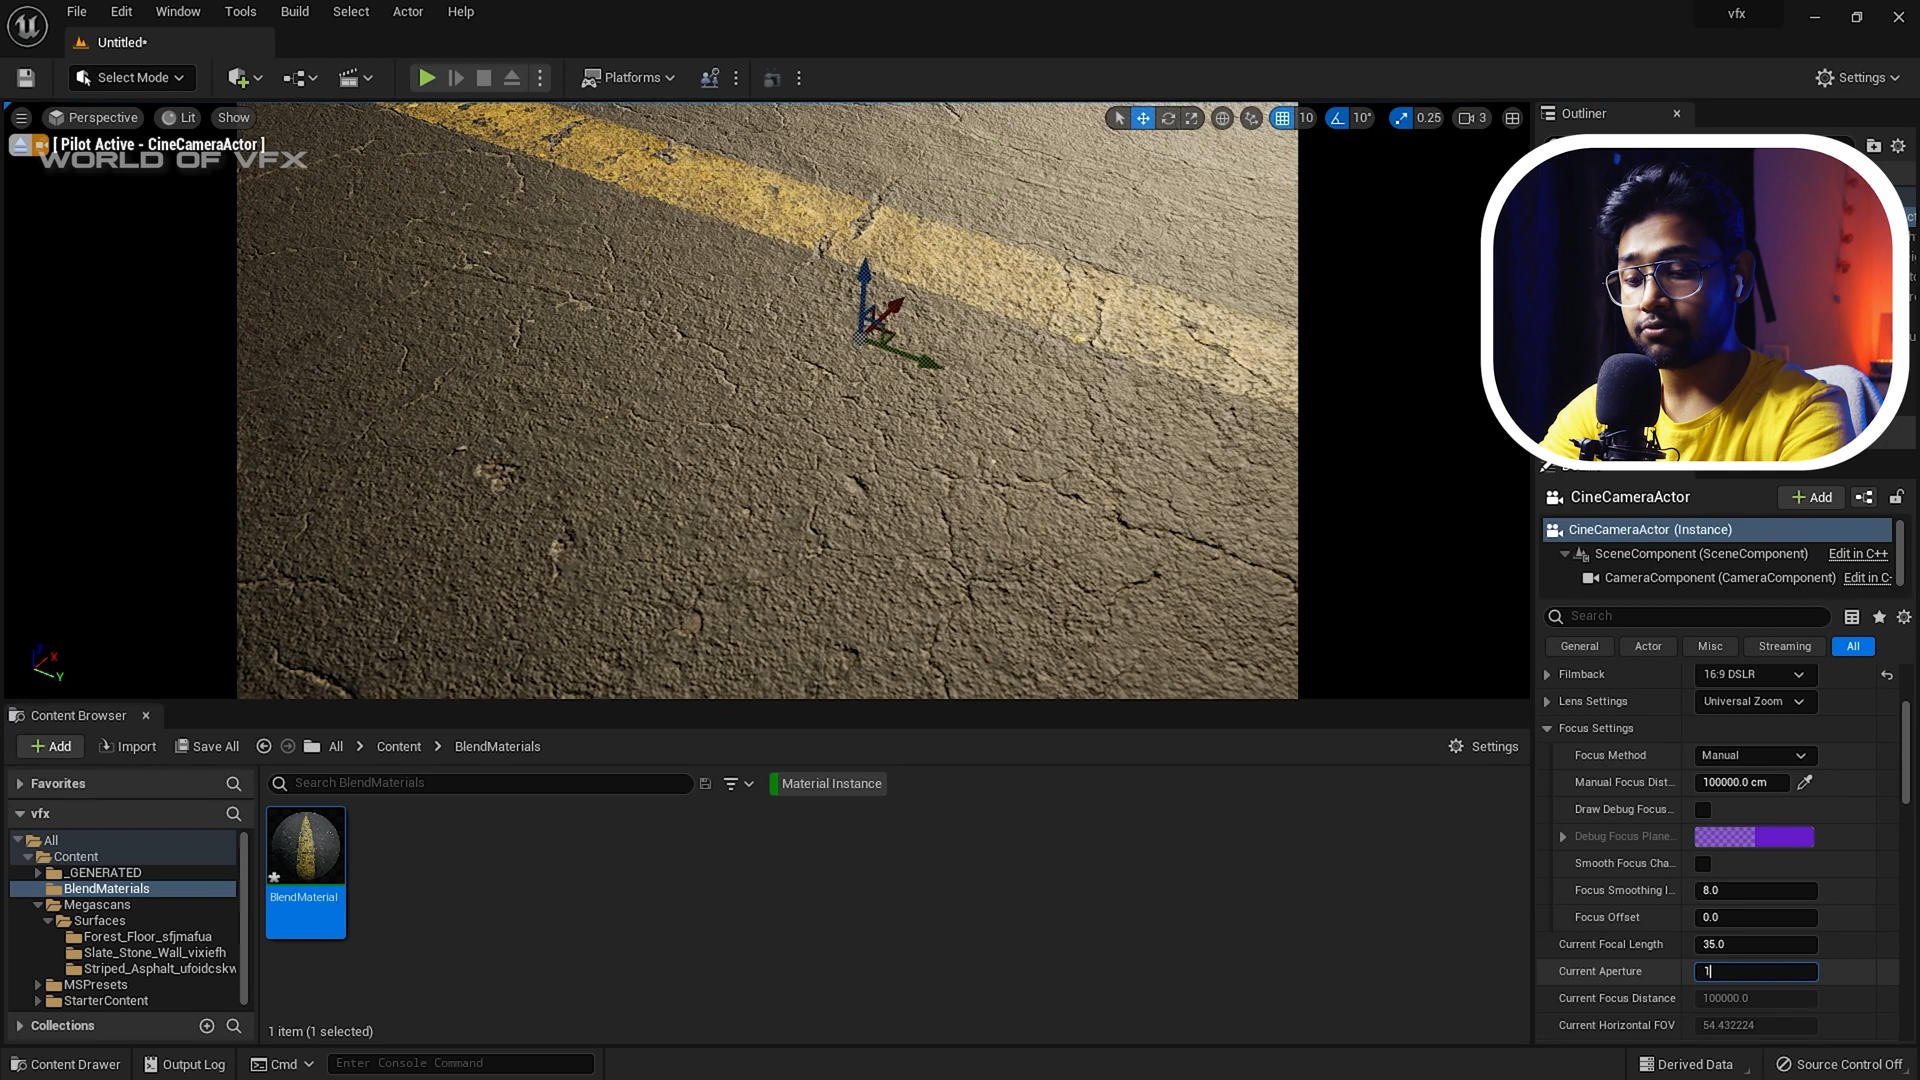 File Edit Window Tools Build Select Actor Help
vfx
Untitled*
Select Mode
Platforms
Settings
Perspective
Lit
Show
10
10°
0.25
3
[ Pilot Active - CineCameraActor ]
WORLD OF VFX
Outliner
CineCameraActor
Add
CineCameraActor (Instance)
SceneComponent (SceneComponent) Edit in C++
CameraComponent (CameraComponent) Edit in C
Search
General
Actor
Misc
Streaming
All
Filmback 16:9 DSLR
Lens Settings Universal Zoom
Focus Settings
Focus Method Manual
Manual Focus Dist... 100000.0 cm
Draw Debug Focus...
Debug Focus Plane...
Smooth Focus Cha...
Focus Smoothing I... 8.0
Focus Offset 0.0
Current Focal Length 35.0
Current Aperture 1
Current Focus Distance 100000.0
Current Horizontal FOV 54.432224
Content Browser
Add
Import
Save All
All
Content
BlendMaterials
Settings
Favorites
vfx
All
Content
_GENERATED
BlendMaterials
Megascans
Surfaces
Forest_Floor_sfjmafua
Slate_Stone_Wall_vixiefh
Striped_Asphalt_ufoidcskw
MSPresets
StarterContent
Collections
Search BlendMaterials
Material Instance
BlendMaterial
1 item (1 selected)
Content Drawer
Output Log
Cmd
Enter Console Command
Derived Data
Source Control Off